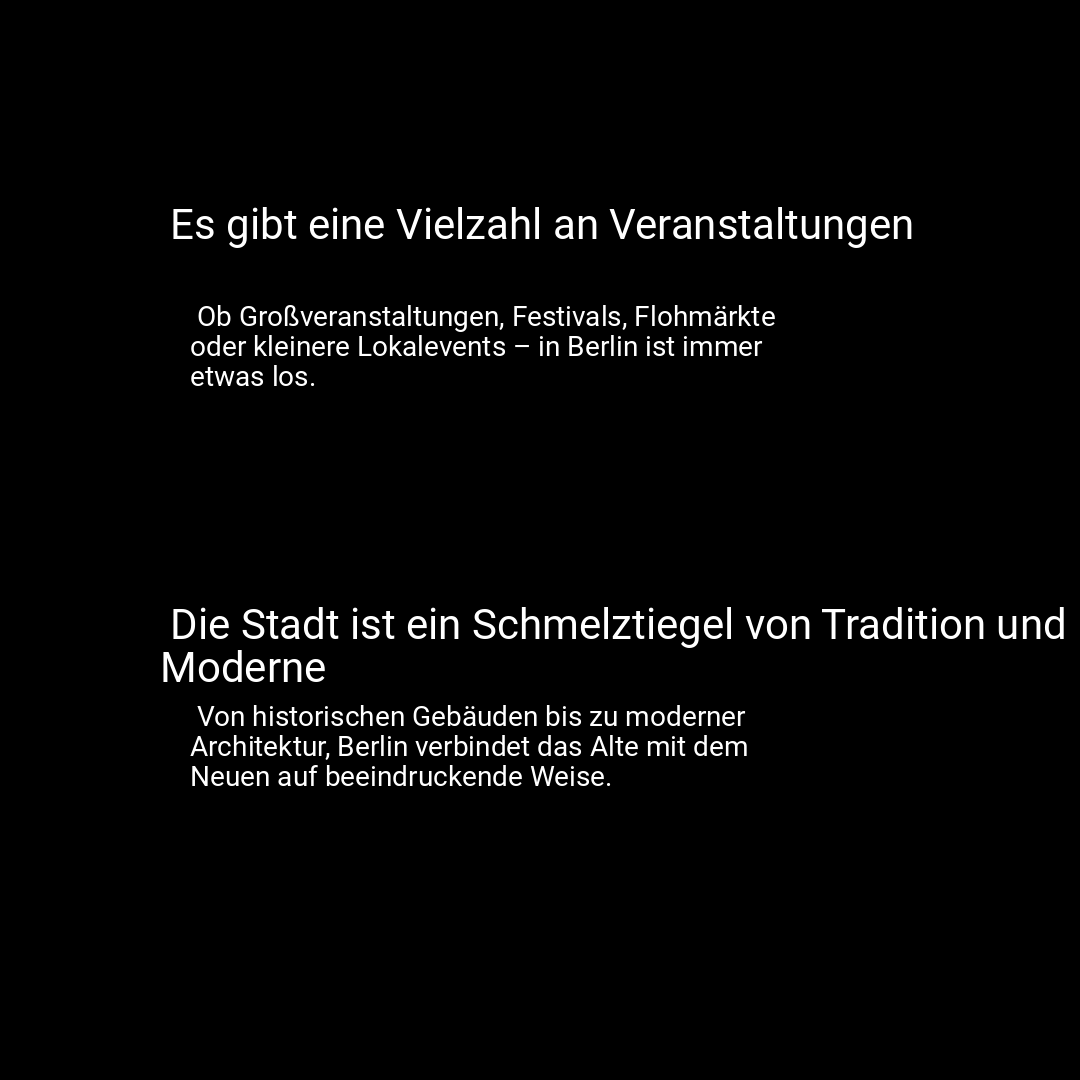 Es gibt eine Vielzahl an Veranstaltungen
Ob Großveranstaltungen, Festivals, Flohmärkte
oder kleinere Lokalevents – in Berlin ist immer
etwas los.
Die Stadt ist ein Schmelztiegel von Tradition und
Moderne
Von historischen Gebäuden bis zu moderner
Architektur, Berlin verbindet das Alte mit dem
Neuen auf beeindruckende Weise.